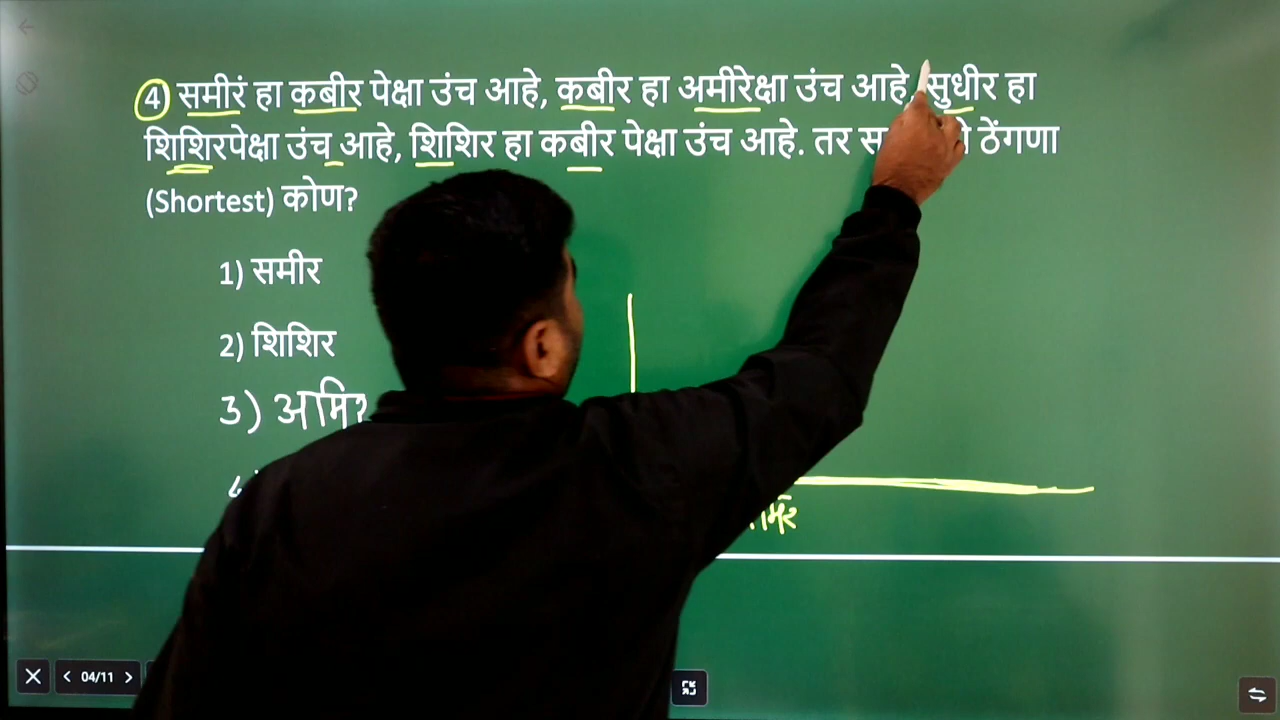 4) समीरं हा कबीर पेक्षा उंच आहे, कबीर हा अमीरेक्षा उंच आहे, सुधीर हा
शिशिरपेक्षा उंच आहे, शिशिर हा कबीर पेक्षा उंच आहे. तर ठेंगणा
(Shortest) कोण?
1) समीर
2) शिशिर
3)
04/11